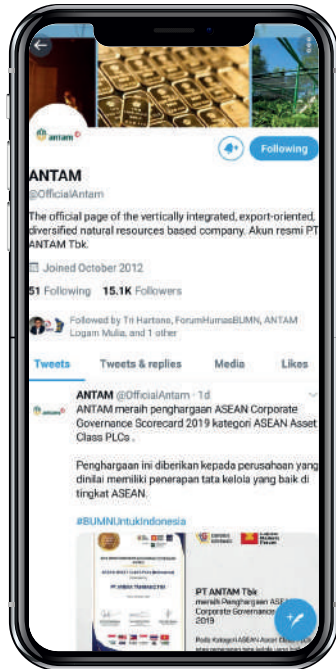 antam
Following
ANTAM
@OfficialAntam
The official page of the vertically integrated, export-oriented,
diversified natural resources based company. Akun resmi PT
ANTAM Tbk.
Joined October 2012
51 Following 15.1K Followers
Followed by Tri Hartono, ForumHumasBUMN, ANTAM
Logam Mulia, and 1 other
Tweets Tweets & replies Media Likes
ANTAM @OfficialAntam · 1d
antam
ANTAM meraih penghargaan ASEAN Corporate
Governance Scorecard 2019 kategori ASEAN Asset
Class PLCs .
Penghargaan ini diberikan kepada perusahaan yang
dinilai memiliki penerapan tata kelola yang baik di
tingkat ASEAN.
#BUMNUntukIndonesia
PT ANTAM Tbk
meraih Penghargaan ASE
Corporate Governance
2019